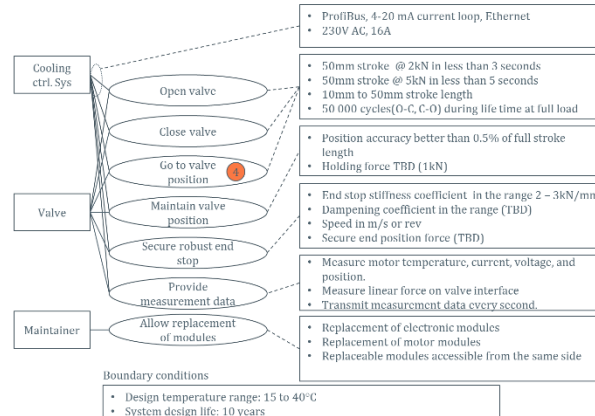 • ProfiBus, 4-20 mA current loop, Ethernet
• 230V AC, 16A
Cooling
ctrl. Sys
Open valve
Close valve
Go to valve
position
4
Maintain valve
position
Secure robust end
stop
Provide
measurement data
Allow replacement
of modules
Valve
Maintainer
• 50mm stroke @ 2kN in less than 3 seconds
• 50mm stroke @ 5kN in less than 5 seconds
• 10mm to 50mm stroke length
• 50 000 cycles(O-C, C-O) during life time at full load
• Position accuracy better than 0.5% of full stroke
length
• Holding force TBD (1kN)
• End stop stiffness coefficient in the range 2 – 3kN/mm
• Dampening coefficient in the range (TBD)
• Speed in m/s or rev
• Secure end position force (TBD)
• Measure motor temperature, current, voltage, and
position.
• Measure linear force on valve interface
• Transmit measurement data every second.
• Replacement of electronic modules
• Replacement of motor modules
• Replaceable modules accessible from the same side
Boundary conditions
• Design temperature range: 15 to 40°C
• System design life: 10 years